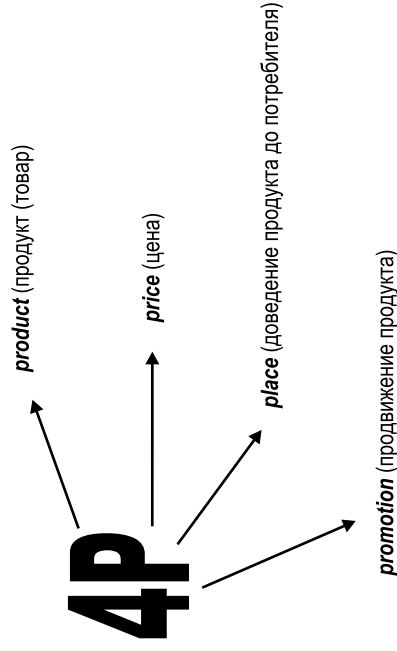 4P
product (продукт (товар)
price (цена)
place (доведение продукта до потребителя)
promotion (продвижение продукта)